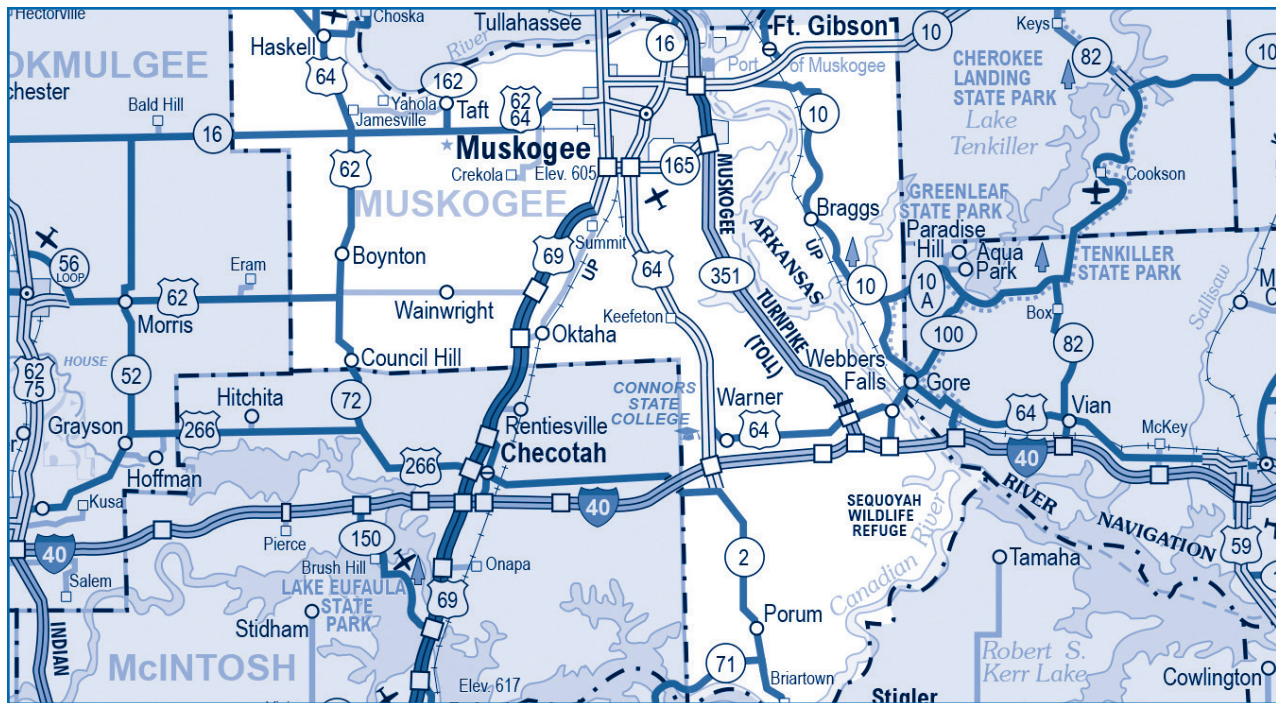 Hectorville
Choska
Tullahassee
Ft. Gibson
Keys
10
Haskell
River
16
82
10
OKMULGEE
chester
64
162
Port of Muskogee
CHEROKEE
LANDING
STATE PARK
Lake
Tenkiller
Bald Hill
Yahola
Jamesville
Taft
62
64
10
16
Muskogee
62
Crekola
Elev. 605
165
MUSKOGEE
Cookson
MUSKOGEE
GREENLEAF
STATE PARK
Braggs
Summit
ARKANSAS
UP
Paradise
Hill
Aqua
Park
TENKILLER
STATE PARK
56
LOOP
Eram
Boynton
69
UP
64
351
10
10
A
Sallisaw
62
Morris
Wainwright
Keefeton
TURNPIKE
(TOLL)
Box
100
82
HOUSE
Oktaha
Council Hill
Webbers
Falls
62
75
52
Hitchita
72
CONNORS
STATE
COLLEGE
Warner
Gore
64
Vian
Grayson
266
Rentiesville
64
McKey
Hoffman
266
Checotah
40
Kusa
40
SEQUOYAH
WILDLIFE
REFUGE
RIVER
NAVIGATION
40
Pierce
150
2
59
Salem
Brush Hill
Onapa
Canadian River
Tamaha
LAKE EUFAULA
STATE
PARK
69
Stidham
Porum
INDIAN
McINTOSH
71
Robert S.
Kerr Lake
Elev. 617
Briartown
Stigler
Cowlington